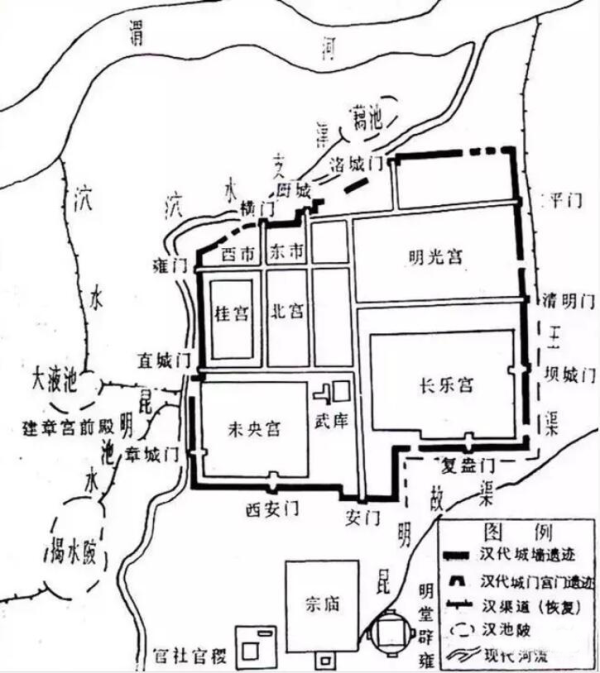 渭河
藕池
泬水支津
洛城门
厨城
横门
泬水
西市
东市
雍门
二平门
明光宫
清明门
桂宫
北宫
直城门
泬水
大液池
建章宫前殿
昆明池水
章城门
未央宫
武库
长乐宫
王渠
坝城门
复盎门
西安门
安门
揭水陂
昆明故渠
宗庙
明堂辟雍
官社官稷
图例
汉代城墙遗迹
汉代城门宫门遗迹
汉渠道（恢复）
汉池陂
现代河流